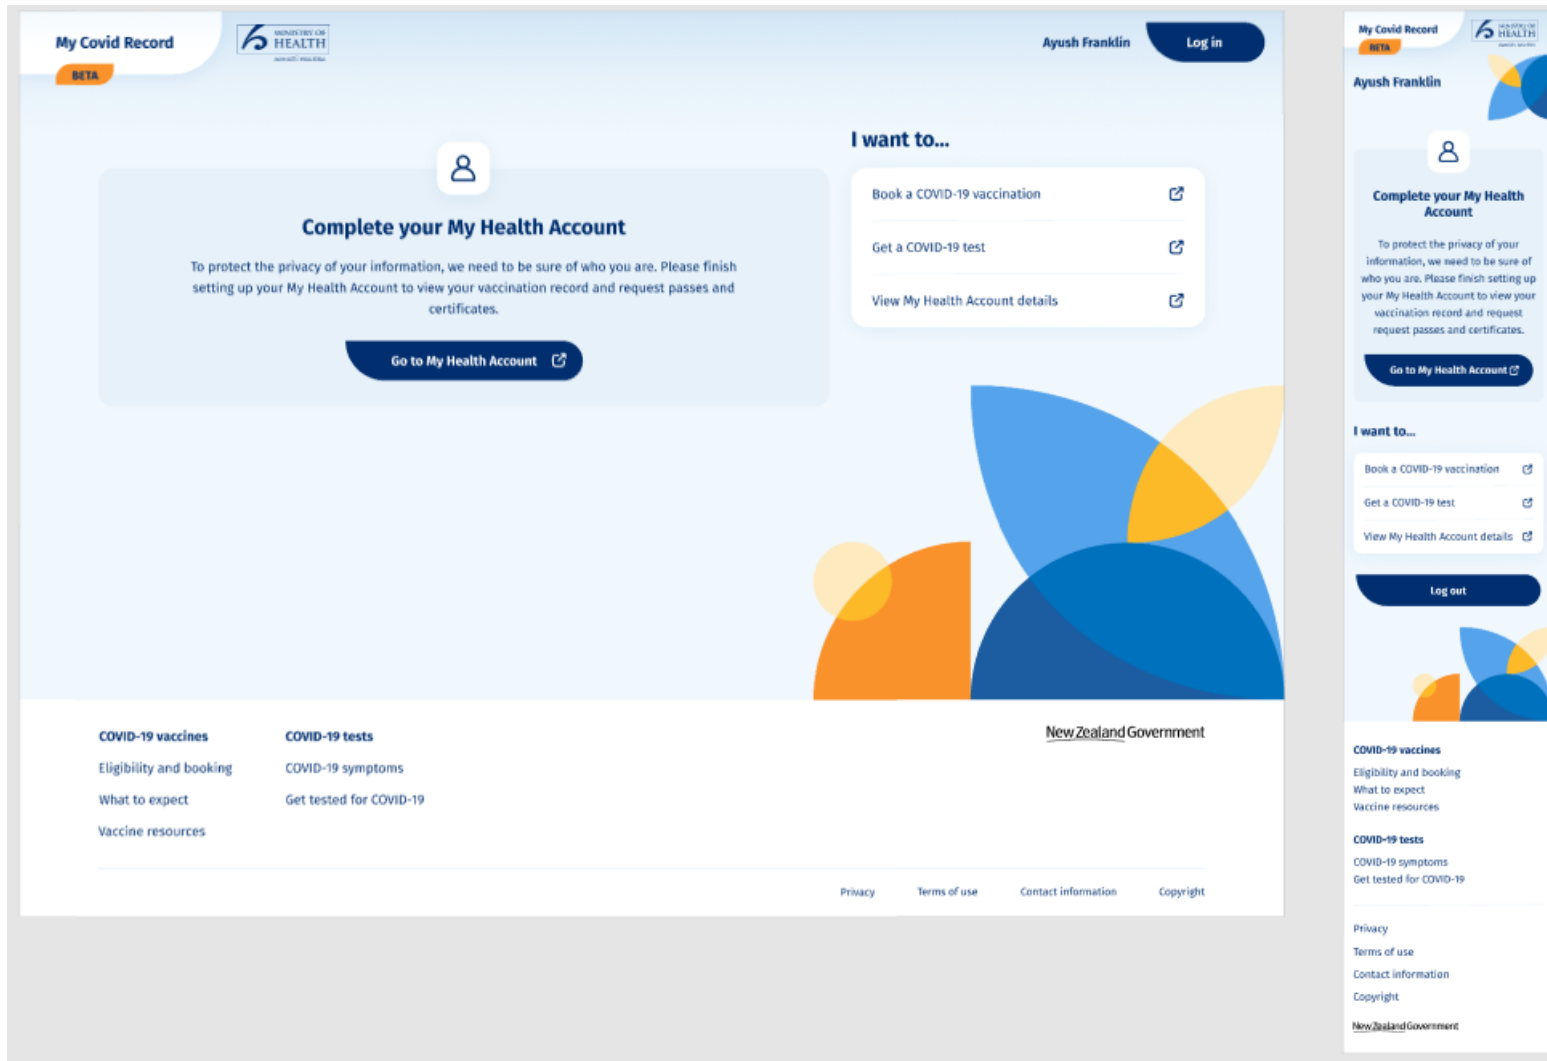 My Covid Record
BETA
MINISTRY OF
HEALTH
Ayush Franklin
Log in
Complete your My Health Account
To protect the privacy of your information, we need to be sure of who you are. Please finish
setting up your My Health Account to view your vaccination record and request passes and
certificates.
Go to My Health Account
I want to...
Book a COVID-19 vaccination
Get a COVID-19 test
View My Health Account details
COVID-19 vaccines
Eligibility and booking
What to expect
Vaccine resources
COVID-19 tests
COVID-19 symptoms
Get tested for COVID-19
New Zealand Government
Privacy
Terms of use
Contact information
Copyright
My Covid Record
BETA
MINISTRY OF
HEALTH
Ayush Franklin
Complete your My Health
Account
To protect the privacy of your
information, we need to be sure of
who you are. Please finish setting up
your My Health Account to view your
vaccination record and request
request passes and certificates.
Go to My Health Account
I want to...
Book a COVID-19 vaccination
Get a COVID-19 test
View My Health Account details
Log out
COVID-19 vaccines
Eligibility and booking
What to expect
Vaccine resources
COVID-19 tests
COVID-19 symptoms
Get tested for COVID-19
Privacy
Terms of use
Contact information
Copyright
New Zealand Government